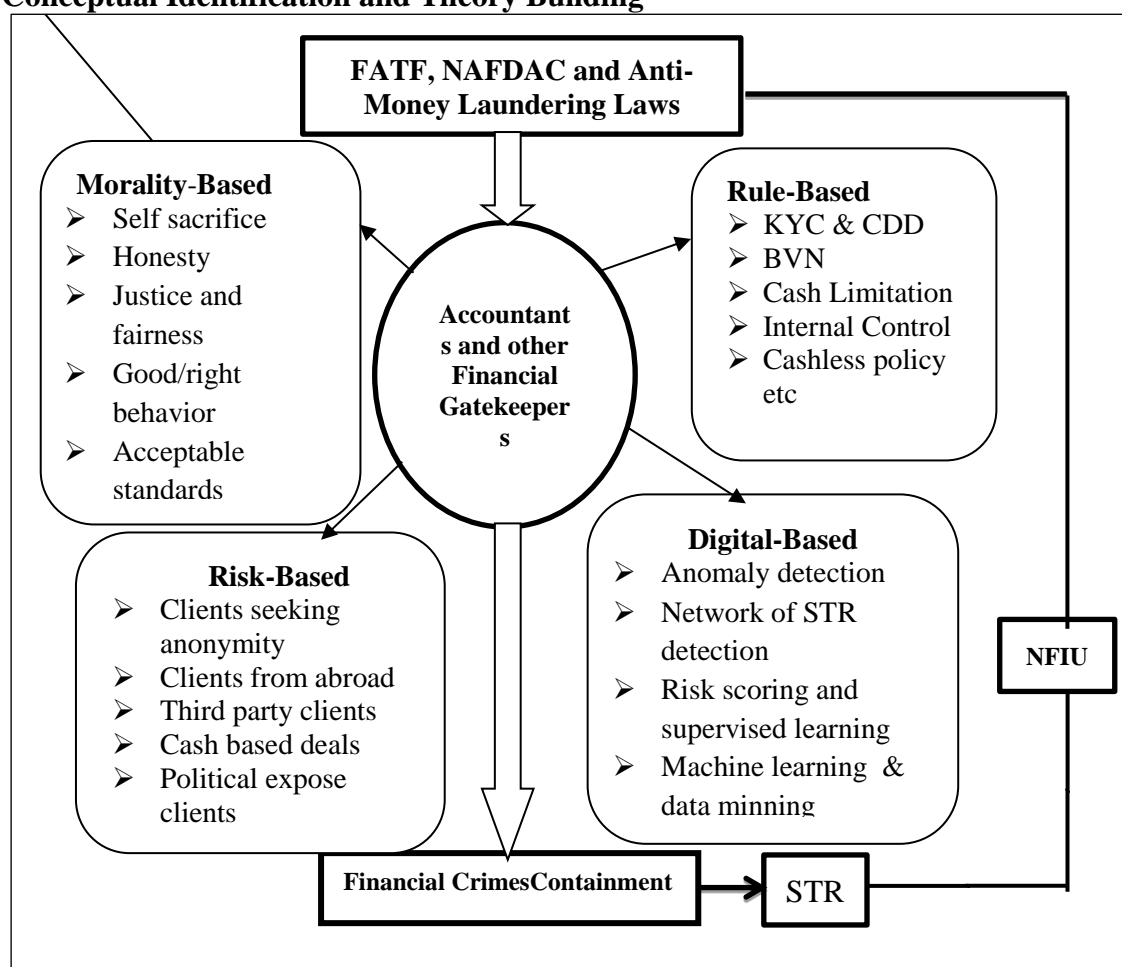 Conceptual Identification and Theory Building
FATF, NAFDAC and Anti-
Money Laundering Laws
Morality-Based
➢ Self sacrifice
➢ Honesty
➢ Justice and
fairness
➢ Good/right
behavior
➢ Acceptable
standards
Accountant
s and other
Financial
Gatekeeper
s
Rule-Based
➢ KYC & CDD
➢ BVN
➢ Cash Limitation
➢ Internal Control
➢ Cashless policy
etc
Risk-Based
➢ Clients seeking
anonymity
➢ Clients from abroad
➢ Third party clients
➢ Cash based deals
➢ Political expose
clients
Digital-Based
➢ Anomaly detection
➢ Network of STR
detection
➢ Risk scoring and
supervised learning
➢ Machine learning &
data minning
NFIU
Financial CrimesContainment
STR